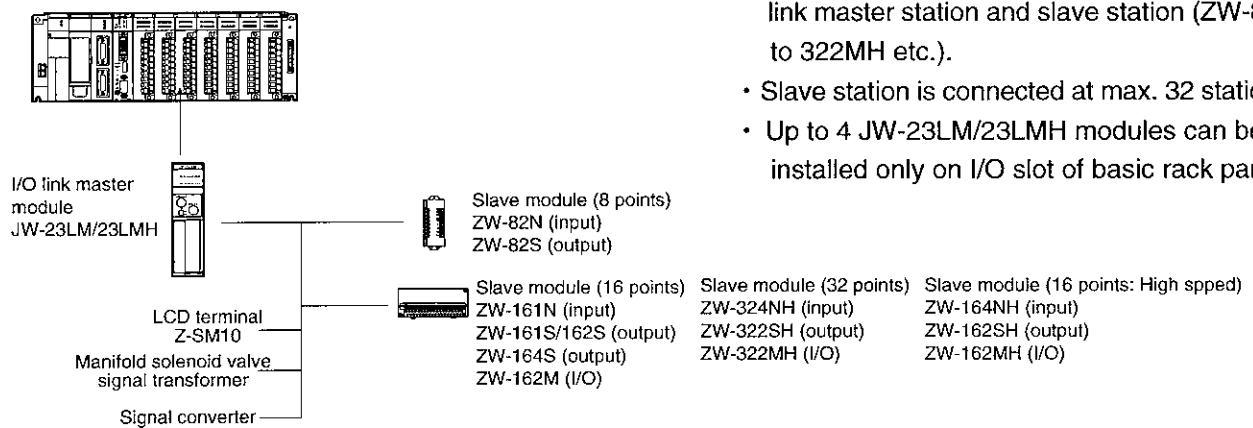 link master station and slave station (ZW-
to 322MH etc.).
• Slave station is connected at max. 32
• Up to 4 JW-23LM/23LMH modules can
installed only on I/O slot of basic rack
I/O link master
module
JW-23LM/23LMH
Slave module (8 points)
ZW-82N (input)
ZW-82S (output)
LCD terminal
Z-SM10
Manifold solenoid valve
signal transformer
Signal converter
Slave module (16 points)
ZW-161N (input)
ZW-161S/162S (output)
ZW-164S (output)
ZW-162M (I/O)
Slave module (32 points)
ZW-324NH (input)
ZW-322SH (output)
ZW-322MH (I/O)
Slave module (16 points: High spped)
ZW-164NH (input)
ZW-162SH (output)
ZW-162MH (I/O)